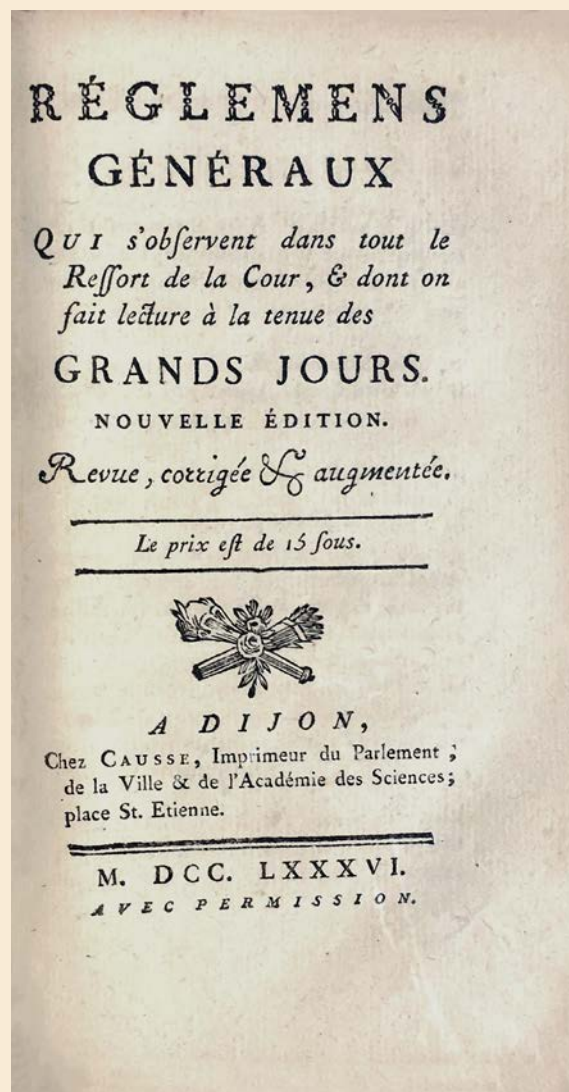 RÉGLEMENS
GÉNÉRAUX
QUI s'obſervent dans tout le
Reſſort de la Cour, & dont on
fait lecture à la tenue des
GRANDS JOURS.
NOUVELLE ÉDITION.
Revue, corrigée & augmentée.
Le prix eſt de 15 ſous.
A DIJON,
Chez CAUSSE, Imprimeur du Parlement ;
de la Ville & de l'Académie des Sciences ;
place St. Etienne.
M. DCC. LXXXVI.
AVEC PERMISSION.